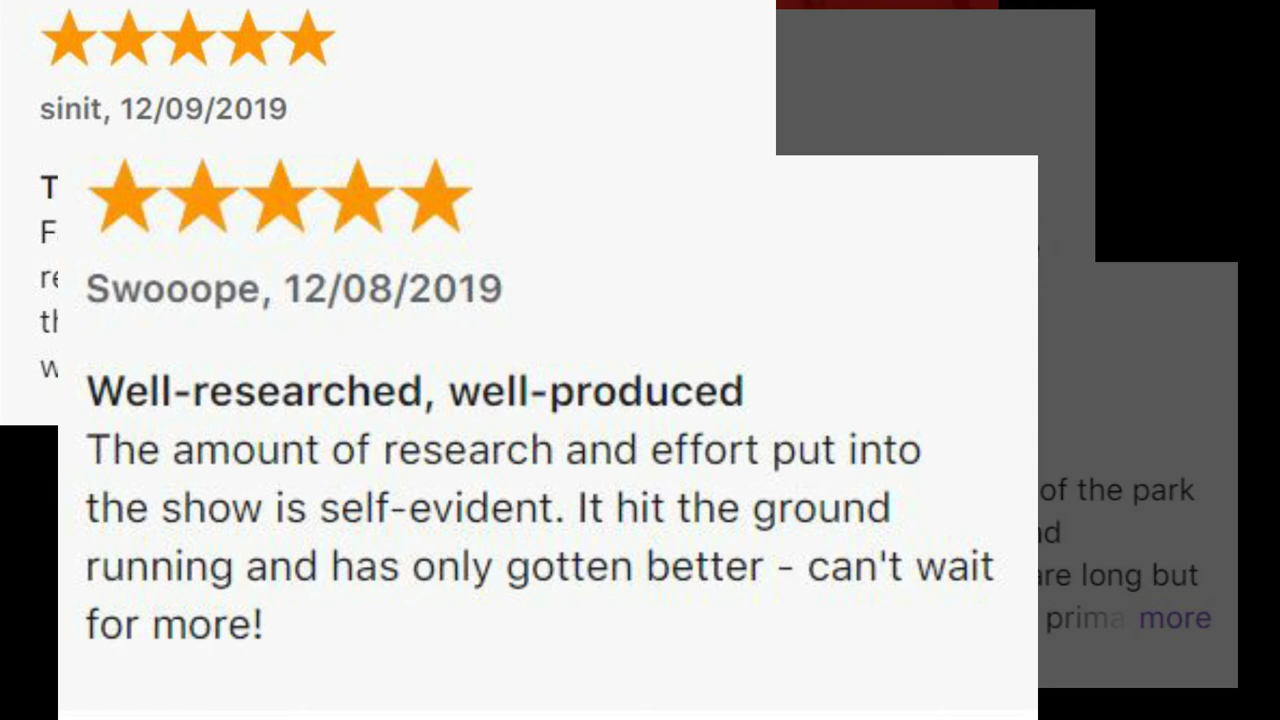 sinit, 12/09/2019
Swooope, 12/08/2019
Well-researched, well-produced
The amount of research and effort put into
the show is self-evident. It hit the ground
running and has only gotten better - can't wait
for more!
of the park
are long but
more